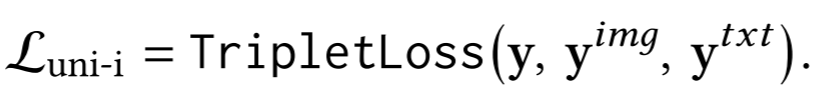 ℒ_uni-i = TripletLoss(𝐲, 𝐲^img, 𝐲^txt).